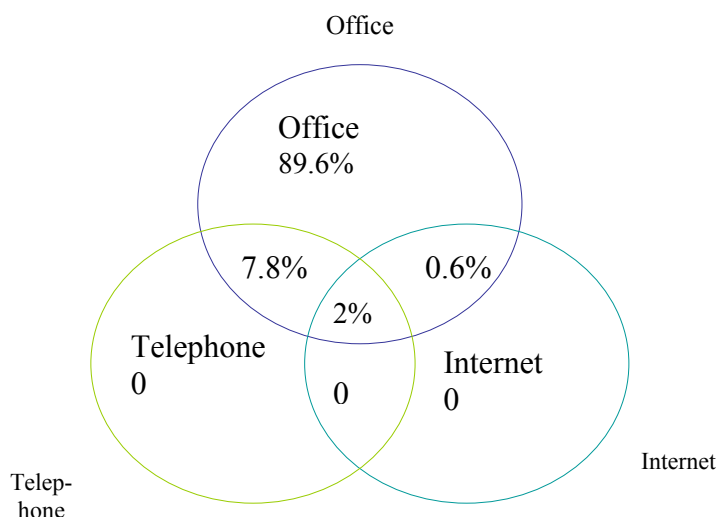 Office
Office
89.6%
7.8%
0.6%
2%
Telephone
0
0
Internet
0
Telep-
hone
Internet